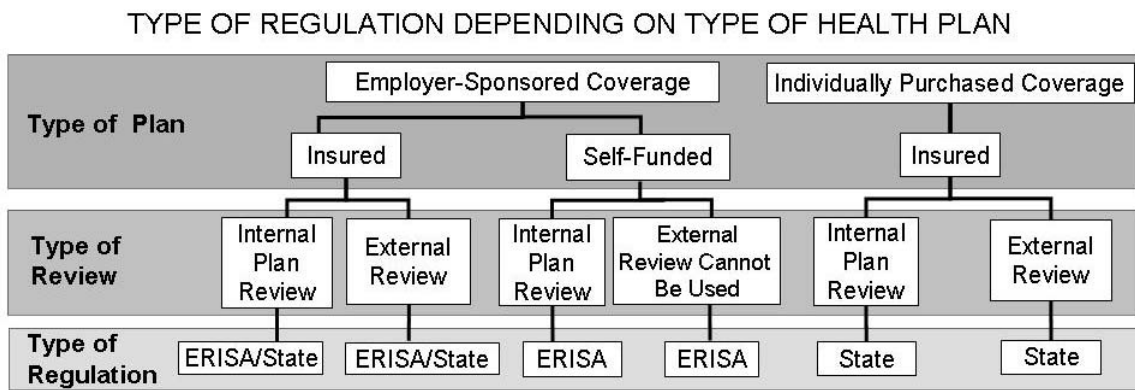 TYPE OF REGULATION DEPENDING ON TYPE OF HEALTH PLAN
Type of Plan
Employer-Sponsored Coverage
Individually Purchased Coverage
Insured
Self-Funded
Insured
Type of
Review
Internal
Plan
Review
External
Review
Internal
Plan
Review
External
Review Cannot
Be Used
Internal
Plan
Review
External
Review
Type of
Regulation
ERISA/State
ERISA/State
ERISA
ERISA
State
State